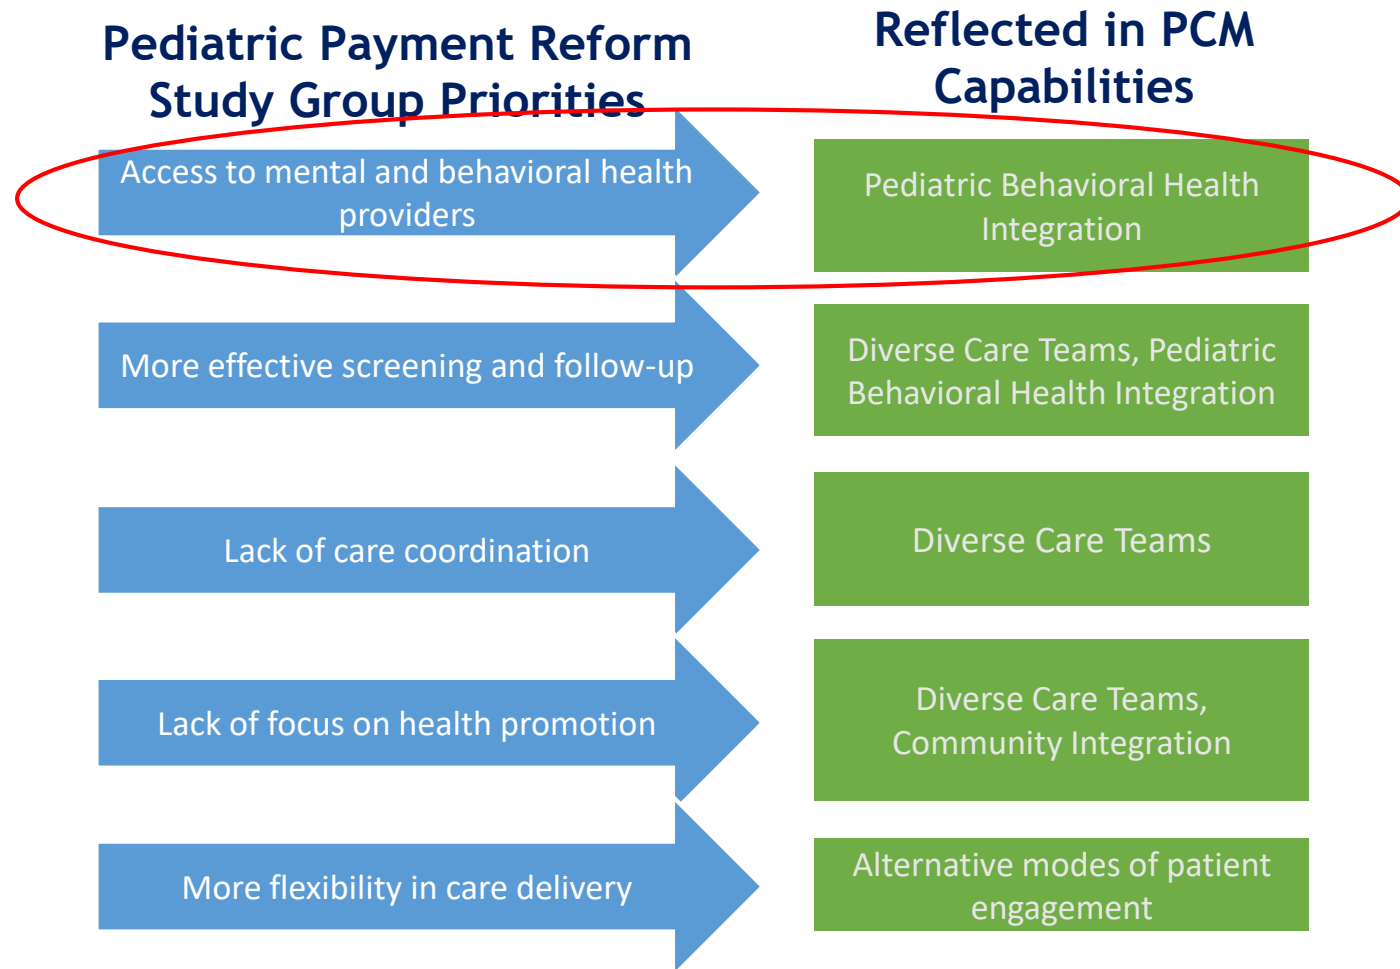 Pediatric Payment Reform
Study Group Priorities
Reflected in PCM
Capabilities
Access to mental and behavioral health
providers
Pediatric Behavioral Health
Integration
More effective screening and follow-up
Diverse Care Teams, Pediatric
Behavioral Health Integration
Lack of care coordination
Diverse Care Teams
Lack of focus on health promotion
Diverse Care Teams,
Community Integration
More flexibility in care delivery
Alternative modes of patient
engagement